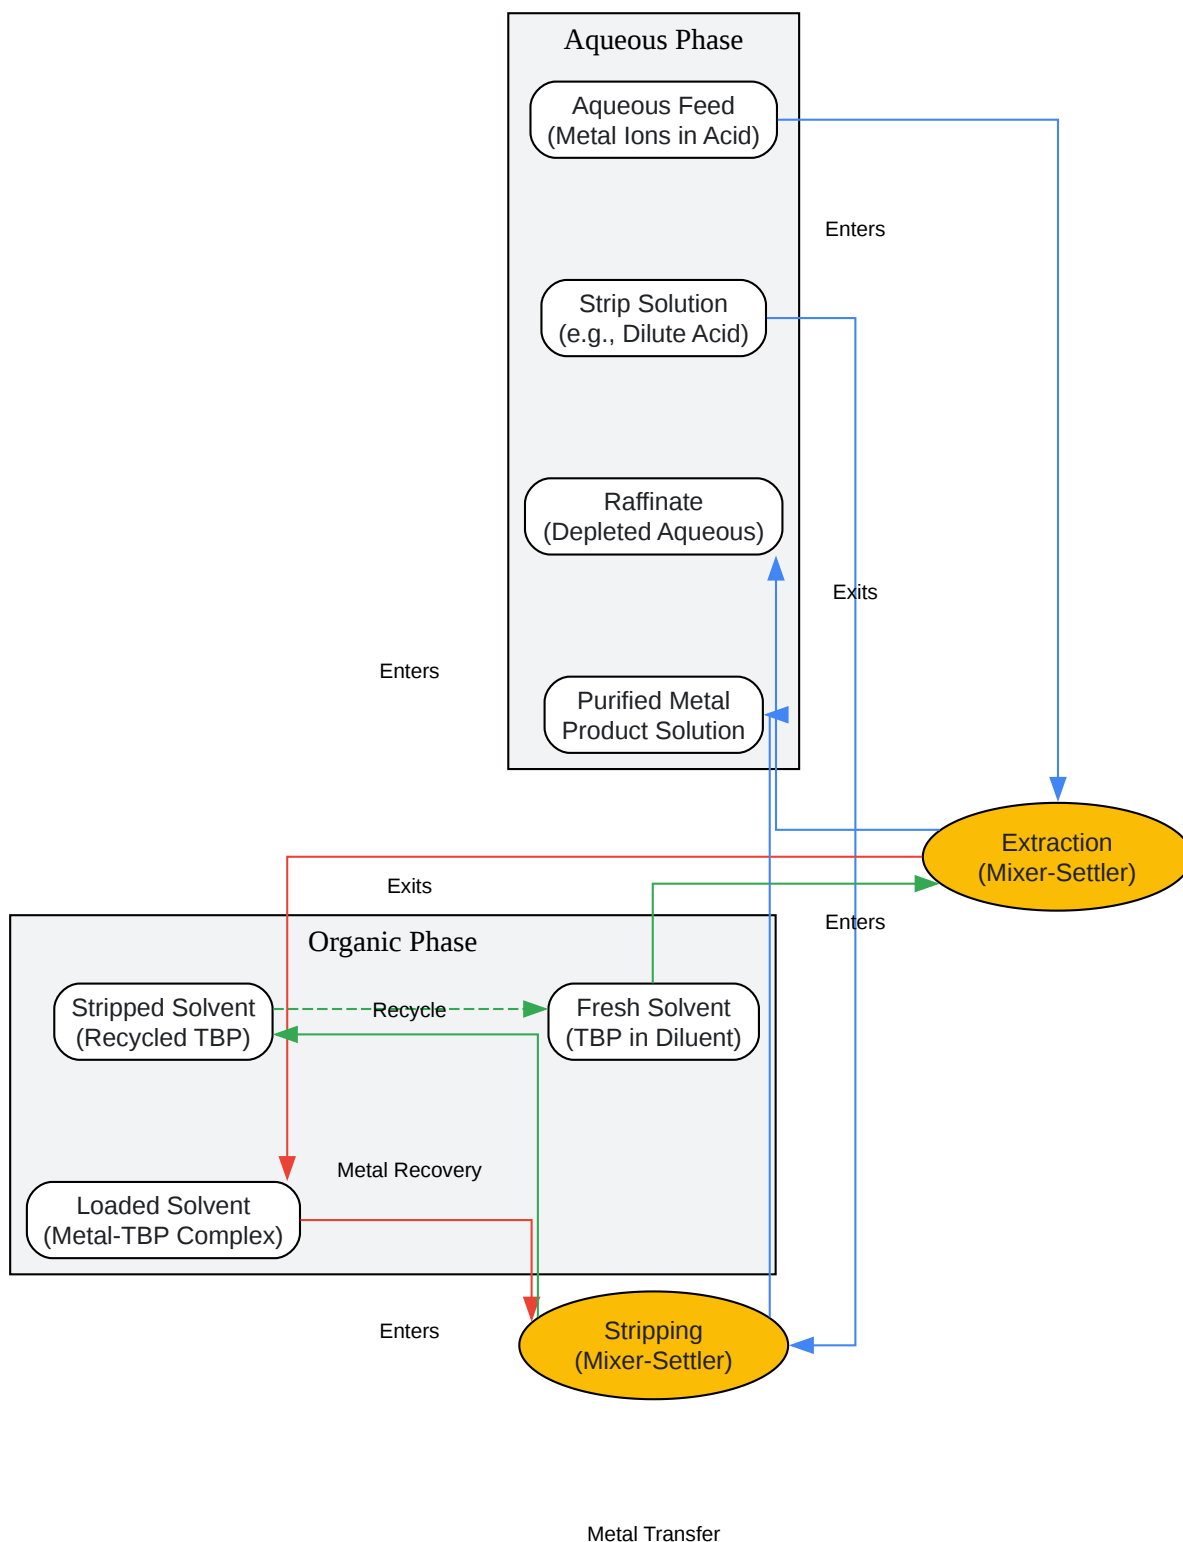 Aqueous Phase
Aqueous Feed
(Metal Ions in Acid)
Enters
Strip Solution
(e.g., Dilute Acid)
Raffinate
(Depleted Aqueous)
Exits
Enters
Purified Metal
Product Solution
Extraction
(Mixer-Settler)
Exits
Enters
Organic Phase
Stripped Solvent
(Recycled TBP)
Recycle
Fresh Solvent
(TBP in Diluent)
Metal Recovery
Loaded Solvent
(Metal-TBP Complex)
Enters
Stripping
(Mixer-Settler)
Metal Transfer